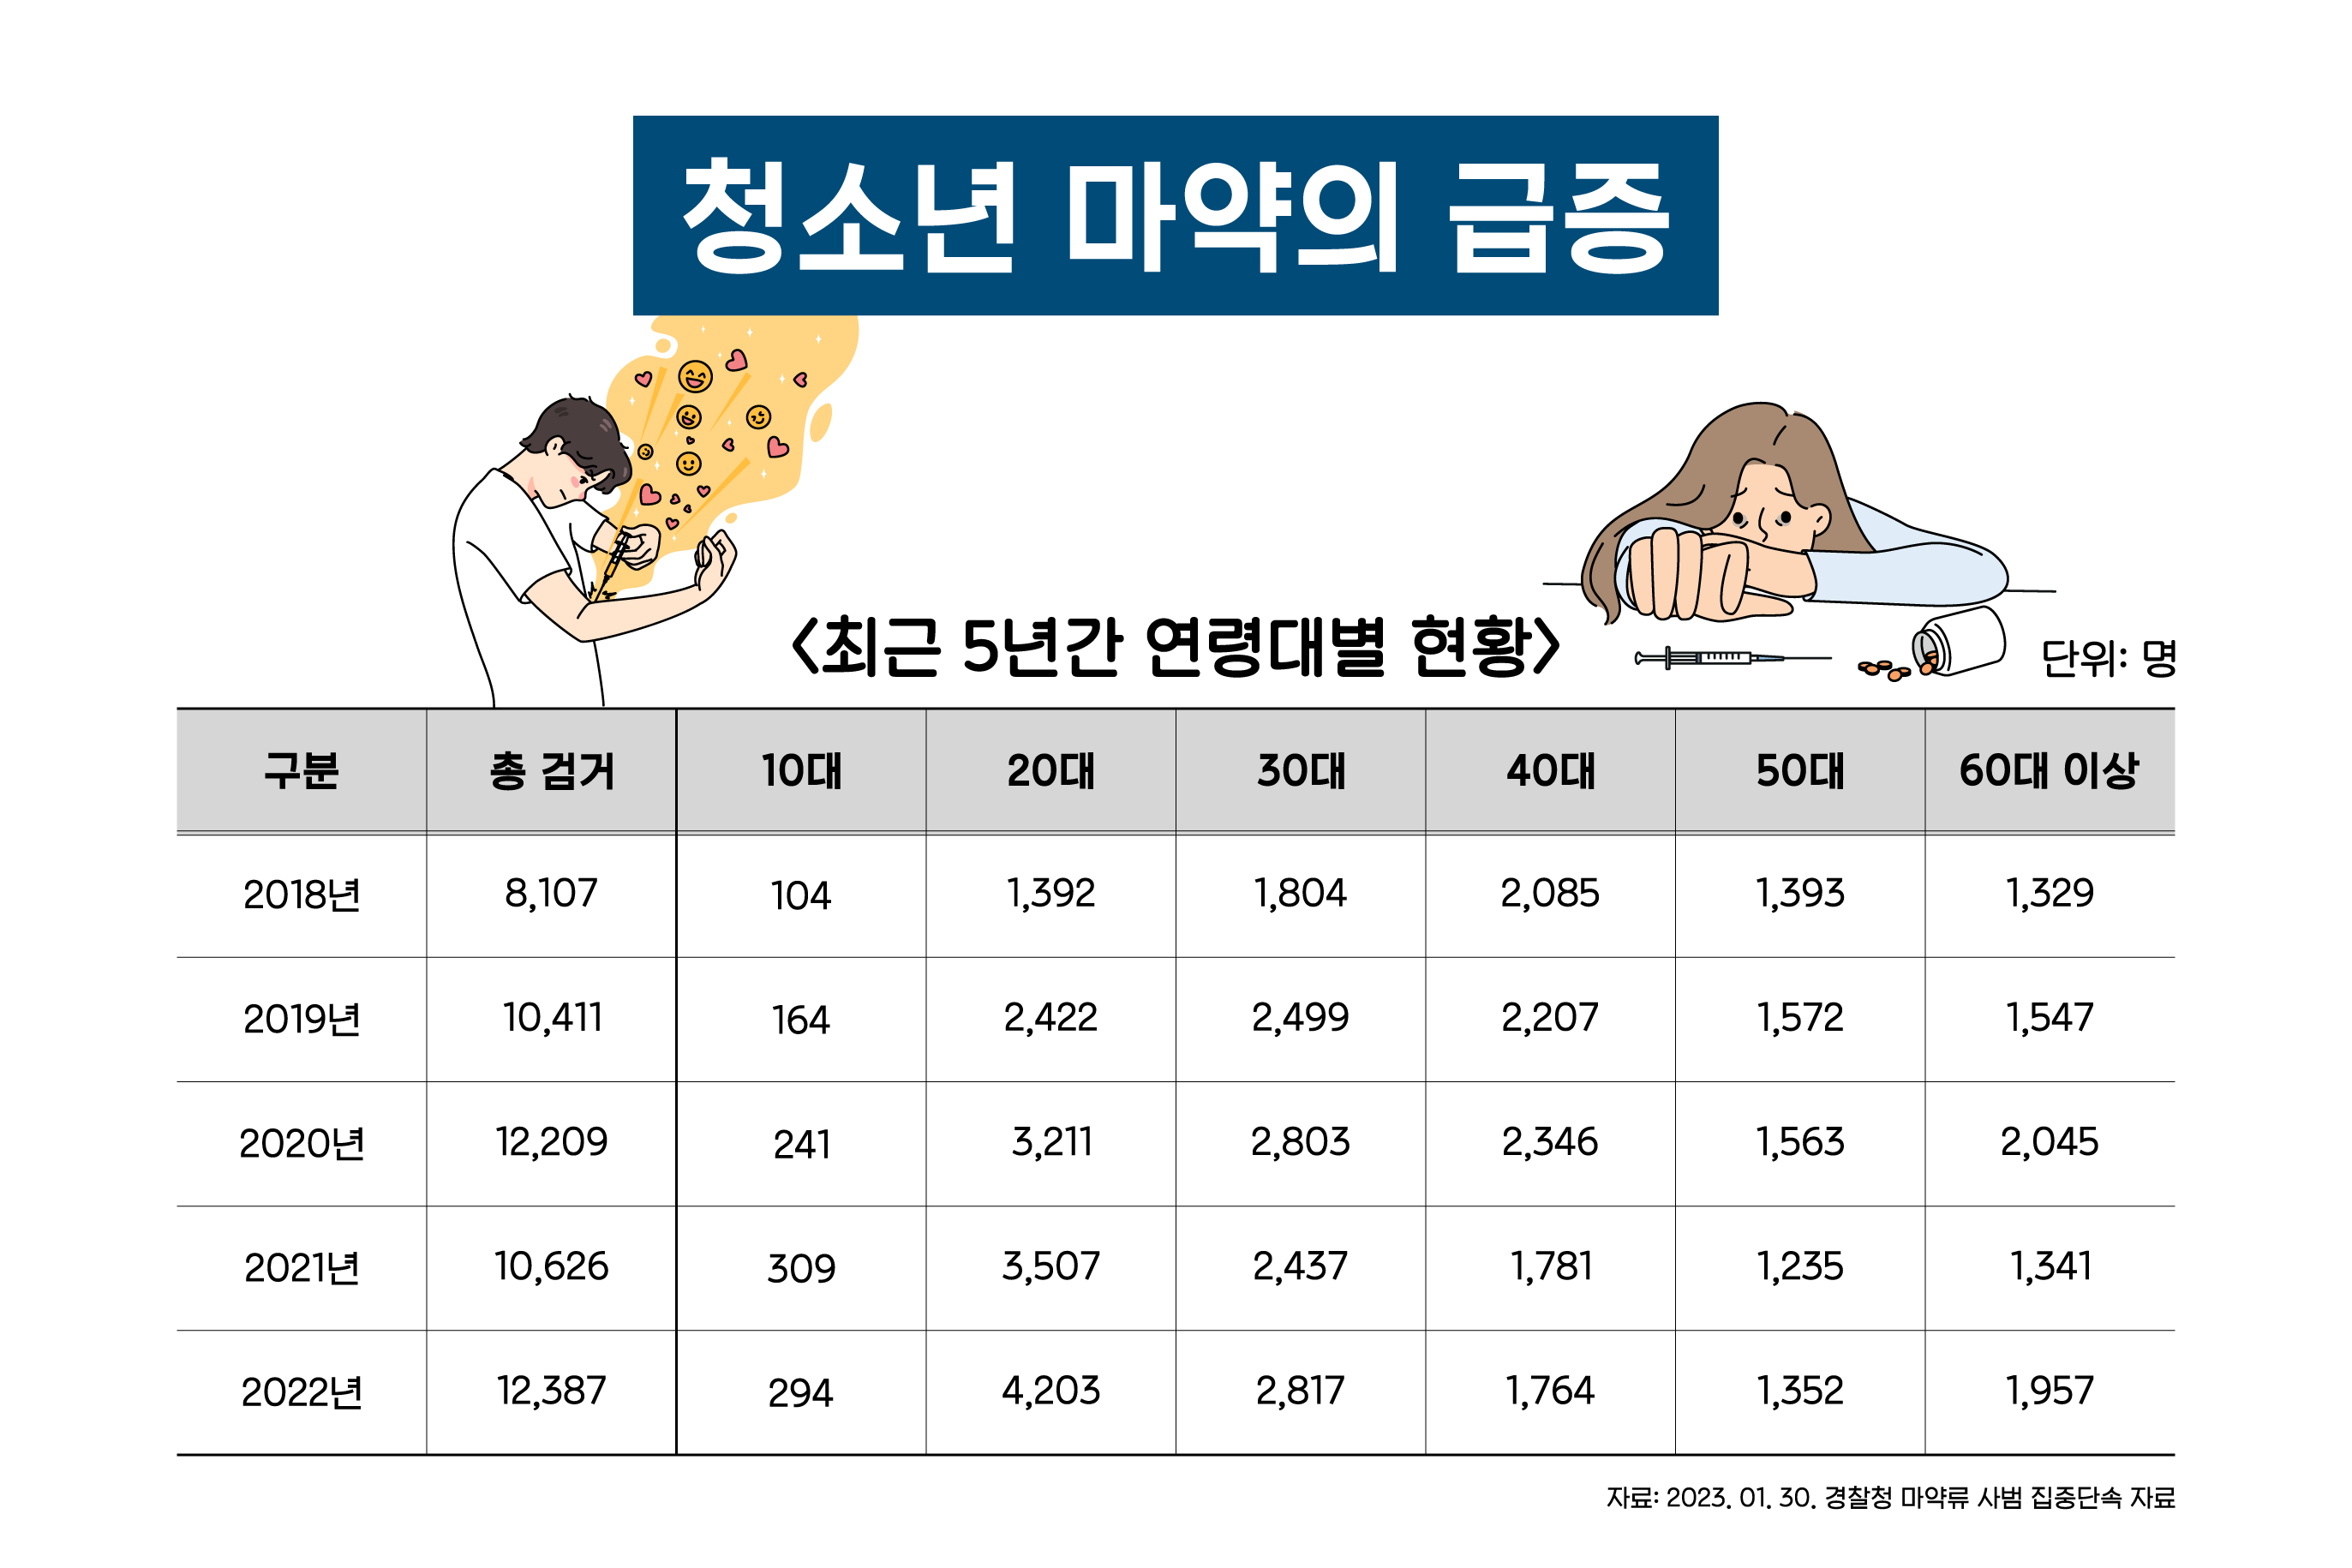 청소년 마약의 급증
<최근 5년간 연령대별 현황>
단위: 명
구분 총 검거 10대 20대 30대 40대 50대 60대 이상
2018년 8,107 104 1,392 1,804 2,085 1,393 1,329
2019년 10,411 164 2,422 2,499 2,207 1,572 1,547
2020년 12,209 241 3,211 2,803 2,346 1,563 2,045
2021년 10,626 309 3,507 2,437 1,781 1,235 1,341
2022년 12,387 294 4,203 2,817 1,764 1,352 1,957
자료: 2023. 01. 30. 경찰청 마약류 사범 집중단속 자료